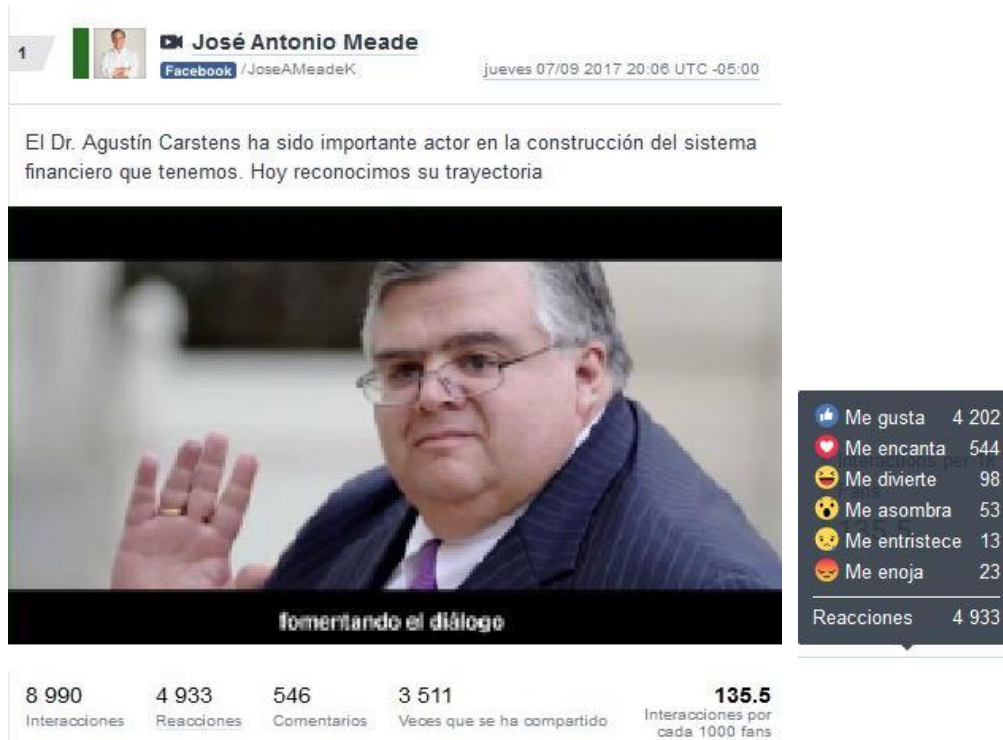 1
José Antonio Meade
Facebook /JoseAMeadeK
jueves 07/09 2017 20:06 UTC -05:00
El Dr. Agustín Carstens ha sido importante actor en la construcción del sistema
financiero que tenemos. Hoy reconocimos su trayectoria
fomentando el diálogo
Me gusta 4 202
Me encanta 544
Me divierte 98
Me asombra 53
Me entristece 13
Me enoja 23
Reacciones 4 933
8 990 4 933 546 3 511 135.5
Interacciones Reacciones Comentarios Veces que se ha compartido Interacciones por
cada 1000 fans